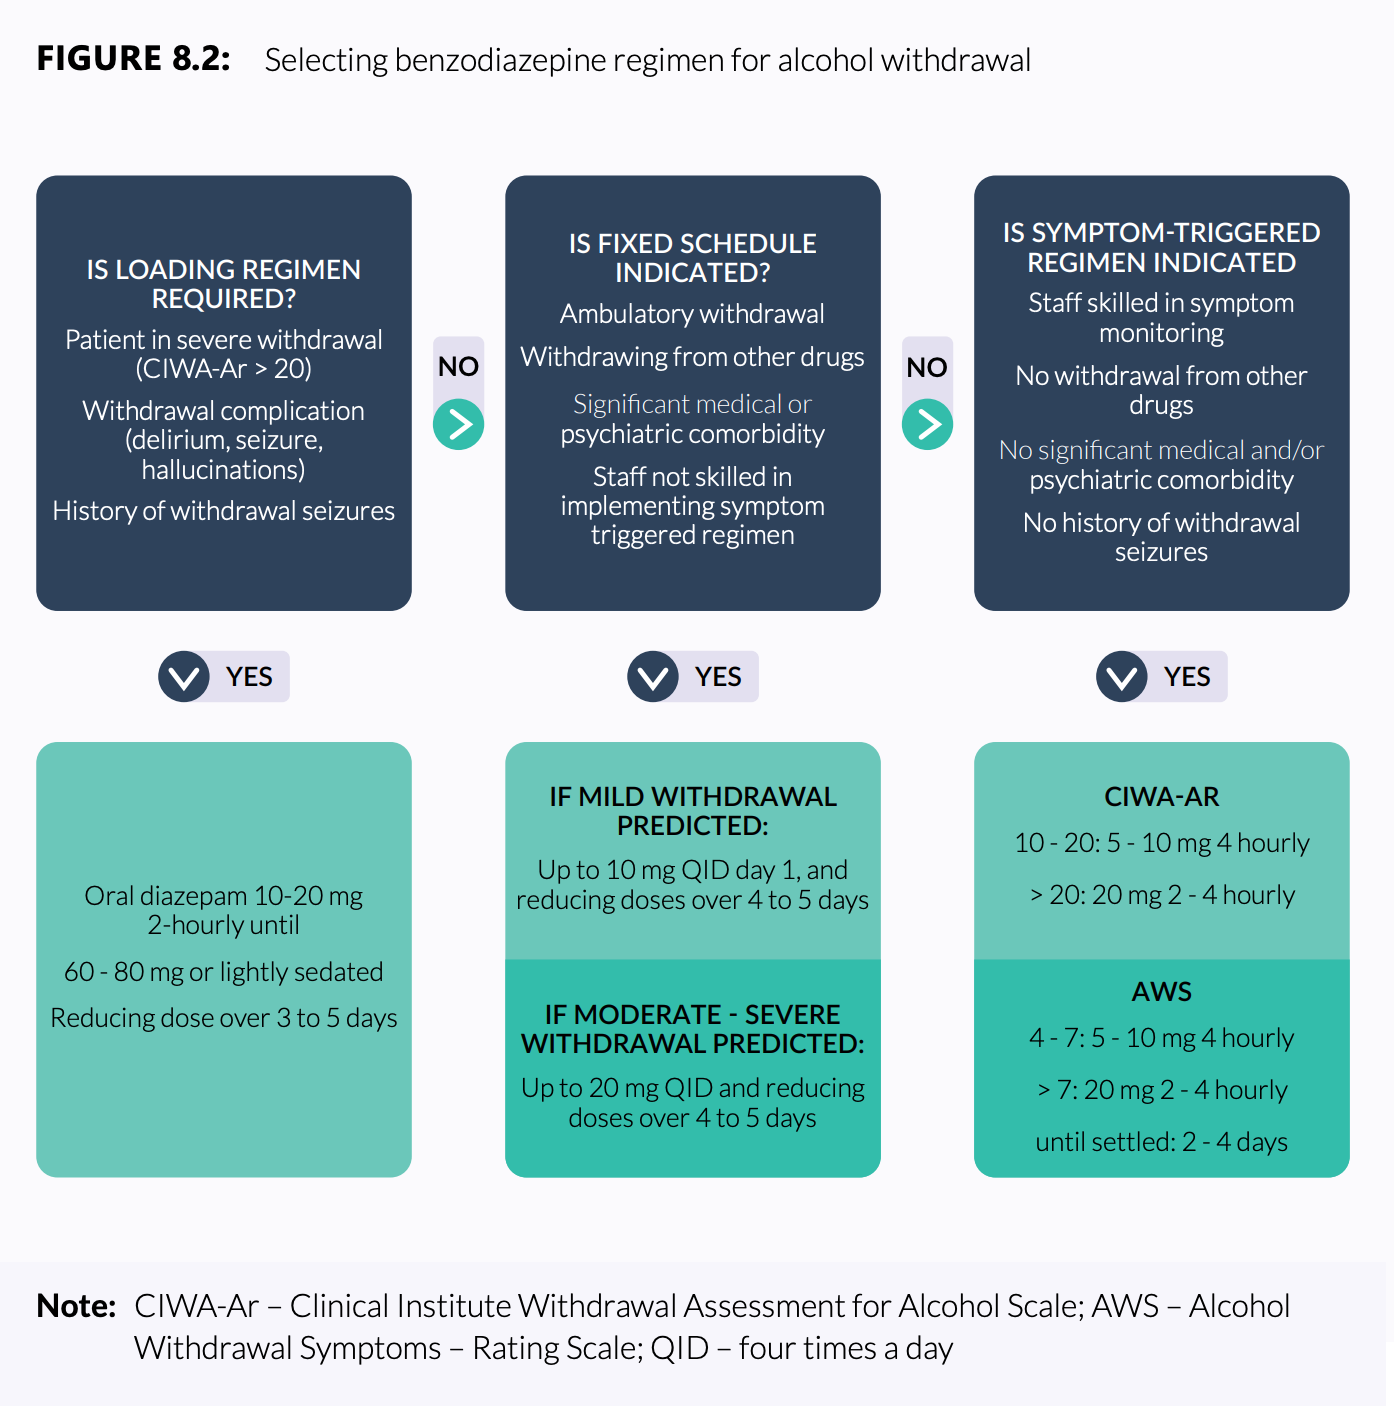 FIGURE 8.2: Selecting benzodiazepine regimen for alcohol withdrawal
IS LOADING REGIMEN
REQUIRED?
Patient in severe withdrawal
(CIWA-Ar > 20)
Withdrawal complication
(delirium, seizure,
hallucinations)
History of withdrawal seizures
NO
IS FIXED SCHEDULE
INDICATED?
Ambulatory withdrawal
Withdrawing from other drugs
Significant medical or
psychiatric comorbidity
Staff not skilled in
implementing symptom
triggered regimen
NO
IS SYMPTOM-TRIGGERED
REGIMEN INDICATED
Staff skilled in symptom
monitoring
No withdrawal from other
drugs
No significant medical and/or
psychiatric comorbidity
No history of withdrawal
seizures
YES
YES
YES
Oral diazepam 10-20 mg
2-hourly until
60 - 80 mg or lightly sedated
Reducing dose over 3 to 5 days
IF MILD WITHDRAWAL
PREDICTED:
Up to 10 mg QID day 1, and
reducing doses over 4 to 5 days
IF MODERATE - SEVERE
WITHDRAWAL PREDICTED:
Up to 20 mg QID and reducing
doses over 4 to 5 days
CIWA-AR
10 - 20: 5 - 10 mg 4 hourly
> 20: 20 mg 2 - 4 hourly
AWS
4 - 7: 5 - 10 mg 4 hourly
> 7: 20 mg 2 - 4 hourly
until settled: 2 - 4 days
Note: CIWA-Ar – Clinical Institute Withdrawal Assessment for Alcohol Scale; AWS – Alcohol
Withdrawal Symptoms – Rating Scale; QID – four times a day